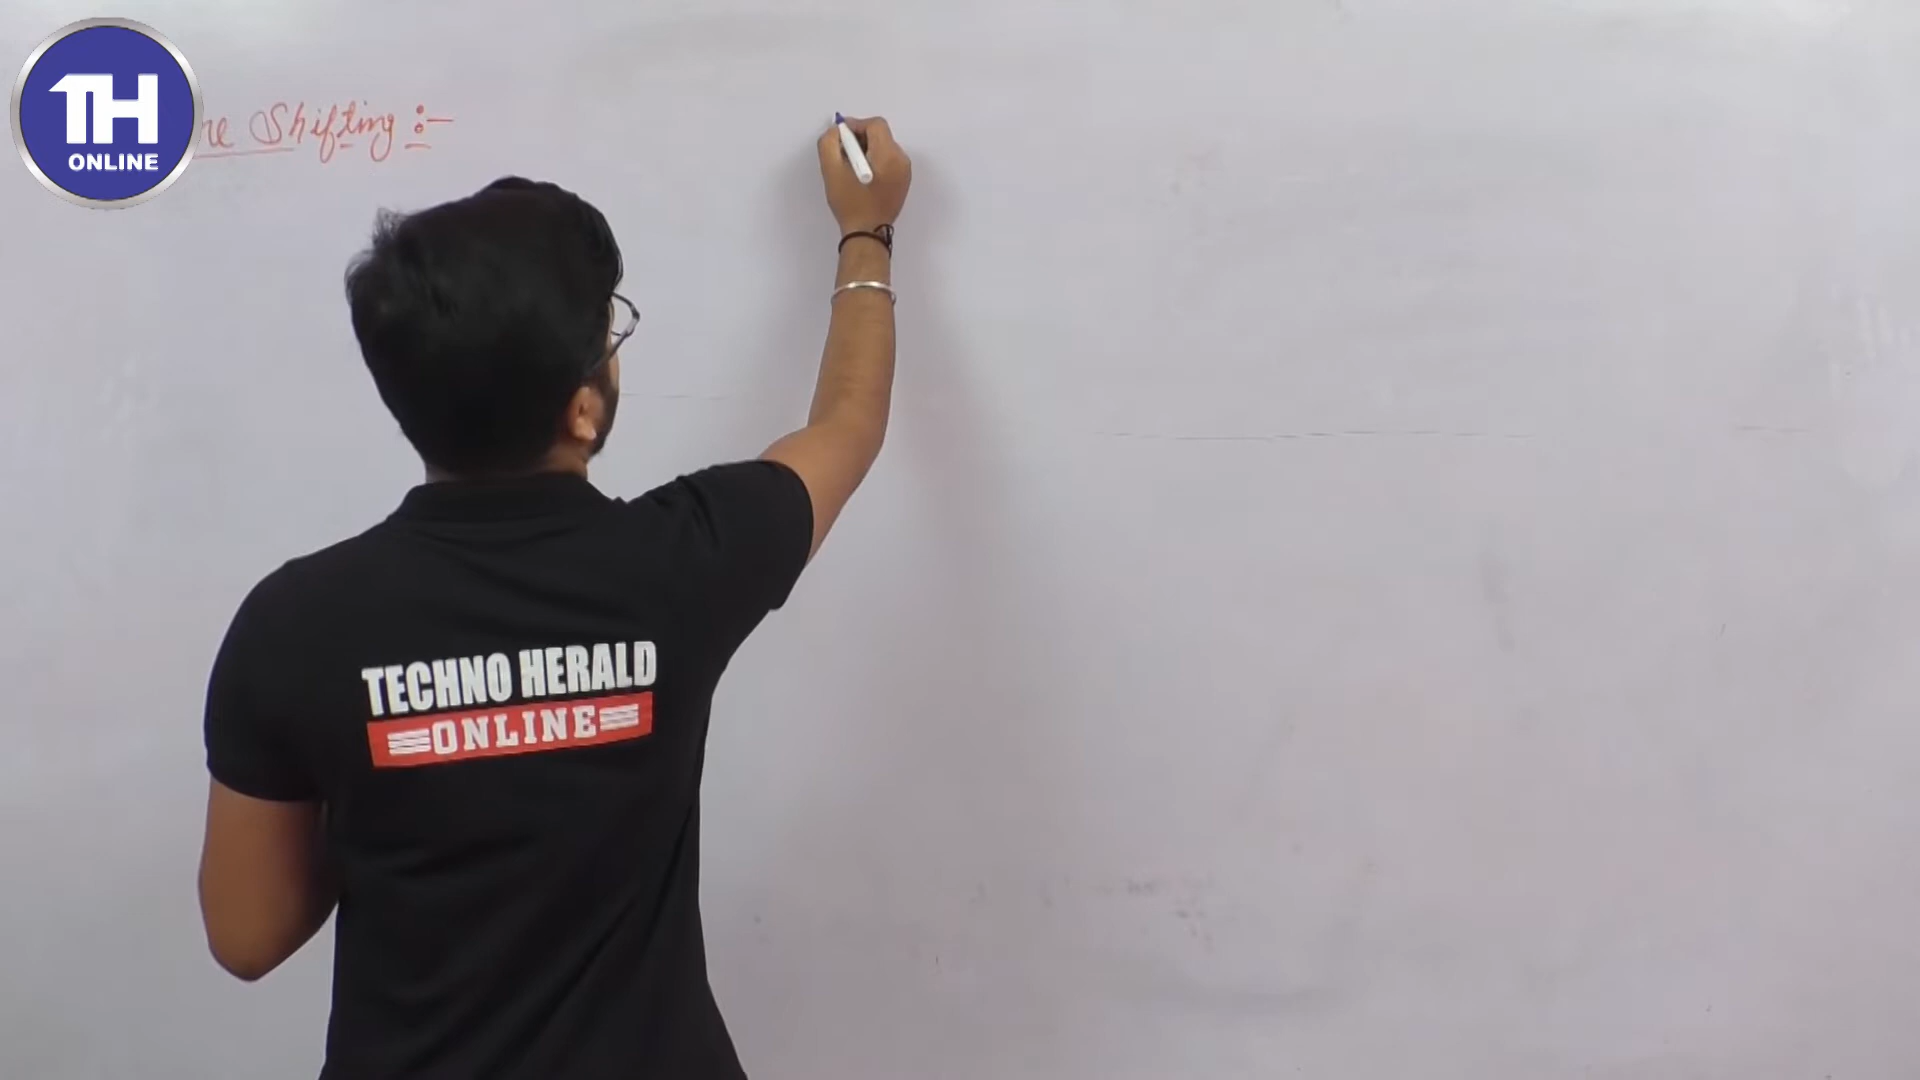 TH
ONLINE
Shifting :-
TECHNO HERALD
ONLINE